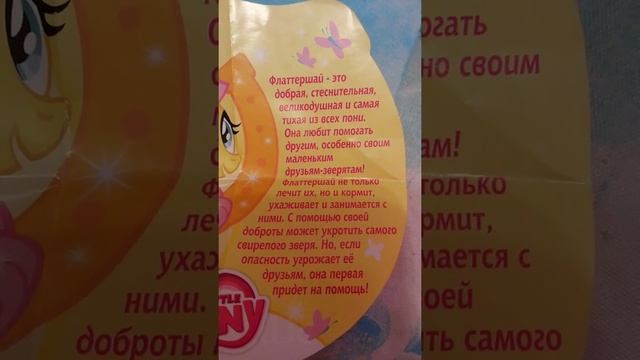 Флаттершай - это
добрая, стеснительная,
великодушная и самая
тихая из всех пони.
Она любит помогать
другим, особенно своим
маленьким
друзьям-зверятам!
Флаттершай не только
лечит их, но и кормит,
ухаживает и занимается с
ними. С помощью своей
доброты может укротить самого
свирепого зверя. Но, если
опасность угрожает её
друзьям, она первая
придет на помощь!